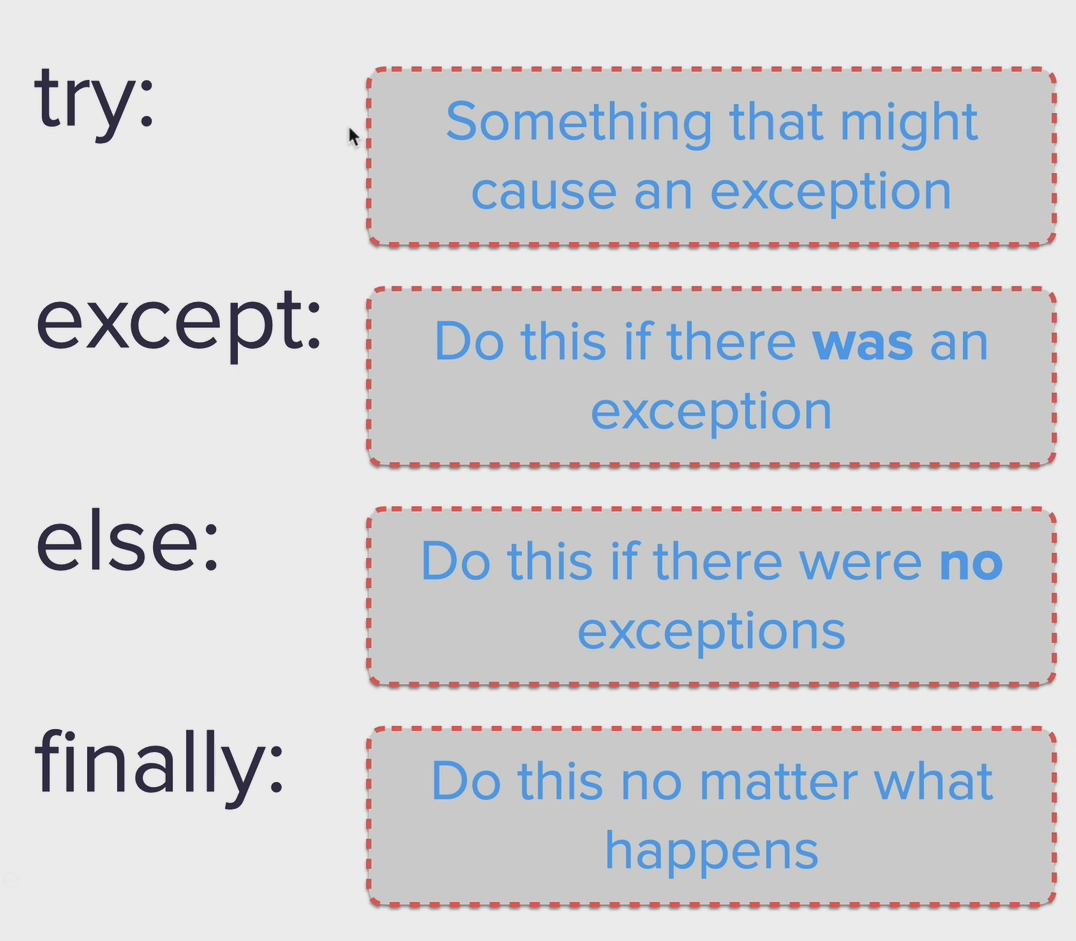 try:
Something that might
cause an exception
except:
Do this if there was an
exception
else:
Do this if there were no
exceptions
finally:
Do this no matter what
happens